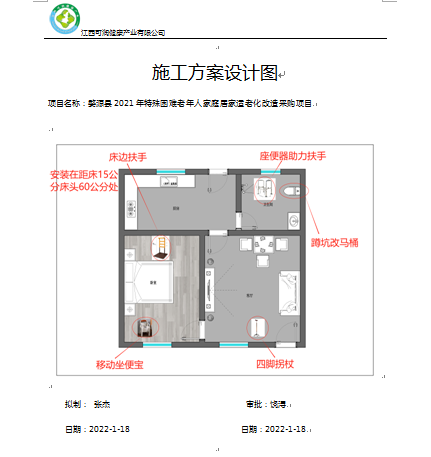 江西可润健康产业有限公司
施工方案设计图
项目名称：婺源县 2021 年特殊困难老年人家庭居家适老化改造采购项目.
床边扶手
座便器助力扶手
安装在距床15公
分床头60公分处
蹲坑改马桶
移动坐便宝
四脚拐杖
拟制： 张杰
审批：饶涛.
日期：2022-1-18
日期：2022-1-18.